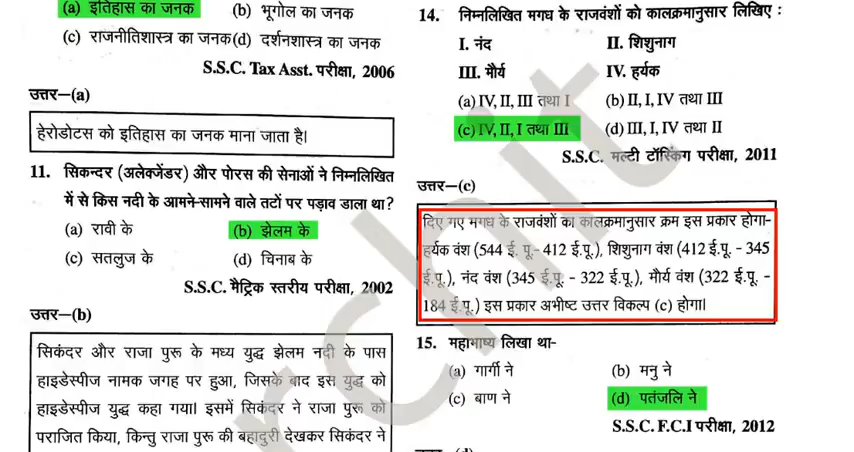 (a) इतिहास का जनक (b) भूगोल का जनक
(c) राजनीतिशास्त्र का जनक(d) दर्शनशास्त्र का जनक
S.S.C. Tax Asst. परीक्षा, 2006
उत्तर—(a)
हेरोडोटस को इतिहास का जनक माना जाता है।
11. सिकन्दर (अलेक्जेंडर) और पोरस की सेनाओं ने निम्नलिखित
में से किस नदी के आमने-सामने वाले तटों पर पड़ाव डाला था?
(a) रावी के (b) झेलम के
(c) सतलुज के (d) चिनाब के
S.S.C. मैट्रिक स्तरीय परीक्षा, 2002
उत्तर—(b)
सिकंदर और राजा पुरू के मध्य युद्ध झेलम नदी के पास
हाइडेस्पीज नामक जगह पर हुआ, जिसके बाद इस युद्ध को
हाइडेस्पीज युद्ध कहा गया। इसमें सिकंदर ने राजा पुरू को
पराजित किया, किन्तु राजा पुरू की बहादुरी देखकर सिकंदर ने
14. निम्नलिखित मगध के राजवंशों को कालक्रमानुसार लिखिए :
I. नंद II. शिशुनाग
III. मौर्य IV. हर्यक
(a) IV, II, III तथा I (b) II, I, IV तथा III
(c) IV, II, I तथा III (d) III, I, IV तथा II
S.S.C. मल्टी टॉस्किंग परीक्षा, 2011
उत्तर—(c)
दिए गए मगध के राजवंशों का कालक्रमानुसार क्रम इस प्रकार होगा-
हर्यक वंश (544 ई. पू.- 412 ई.पू.), शिशुनाग वंश (412 ई.पू. - 345
ई.पू.), नंद वंश (345 ई.पू. - 322 ई.पू.), मौर्य वंश (322 ई.पू. -
184 ई.पू.) इस प्रकार अभीष्ट उत्तर विकल्प (c) होगा।
15. महाभाष्य लिखा था-
(a) गार्गी ने (b) मनु ने
(c) बाण ने (d) पतंजलि ने
S.S.C. F.C.I परीक्षा, 2012